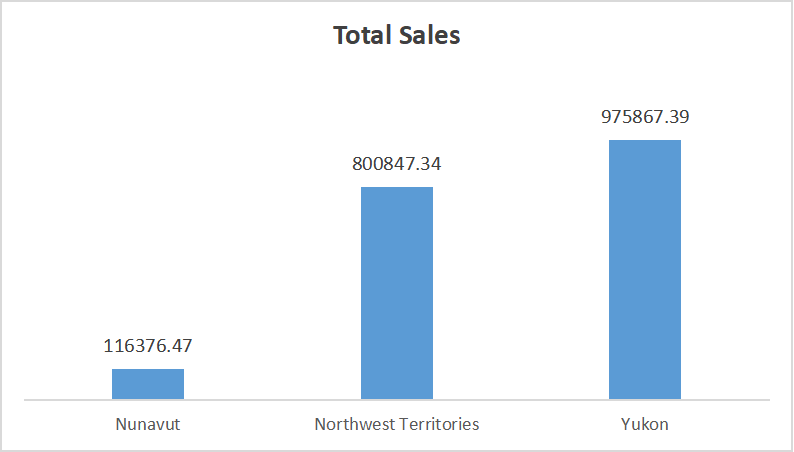 Total Sales
975867.39
800847.34
116376.47
Nunavut
Northwest Territories
Yukon